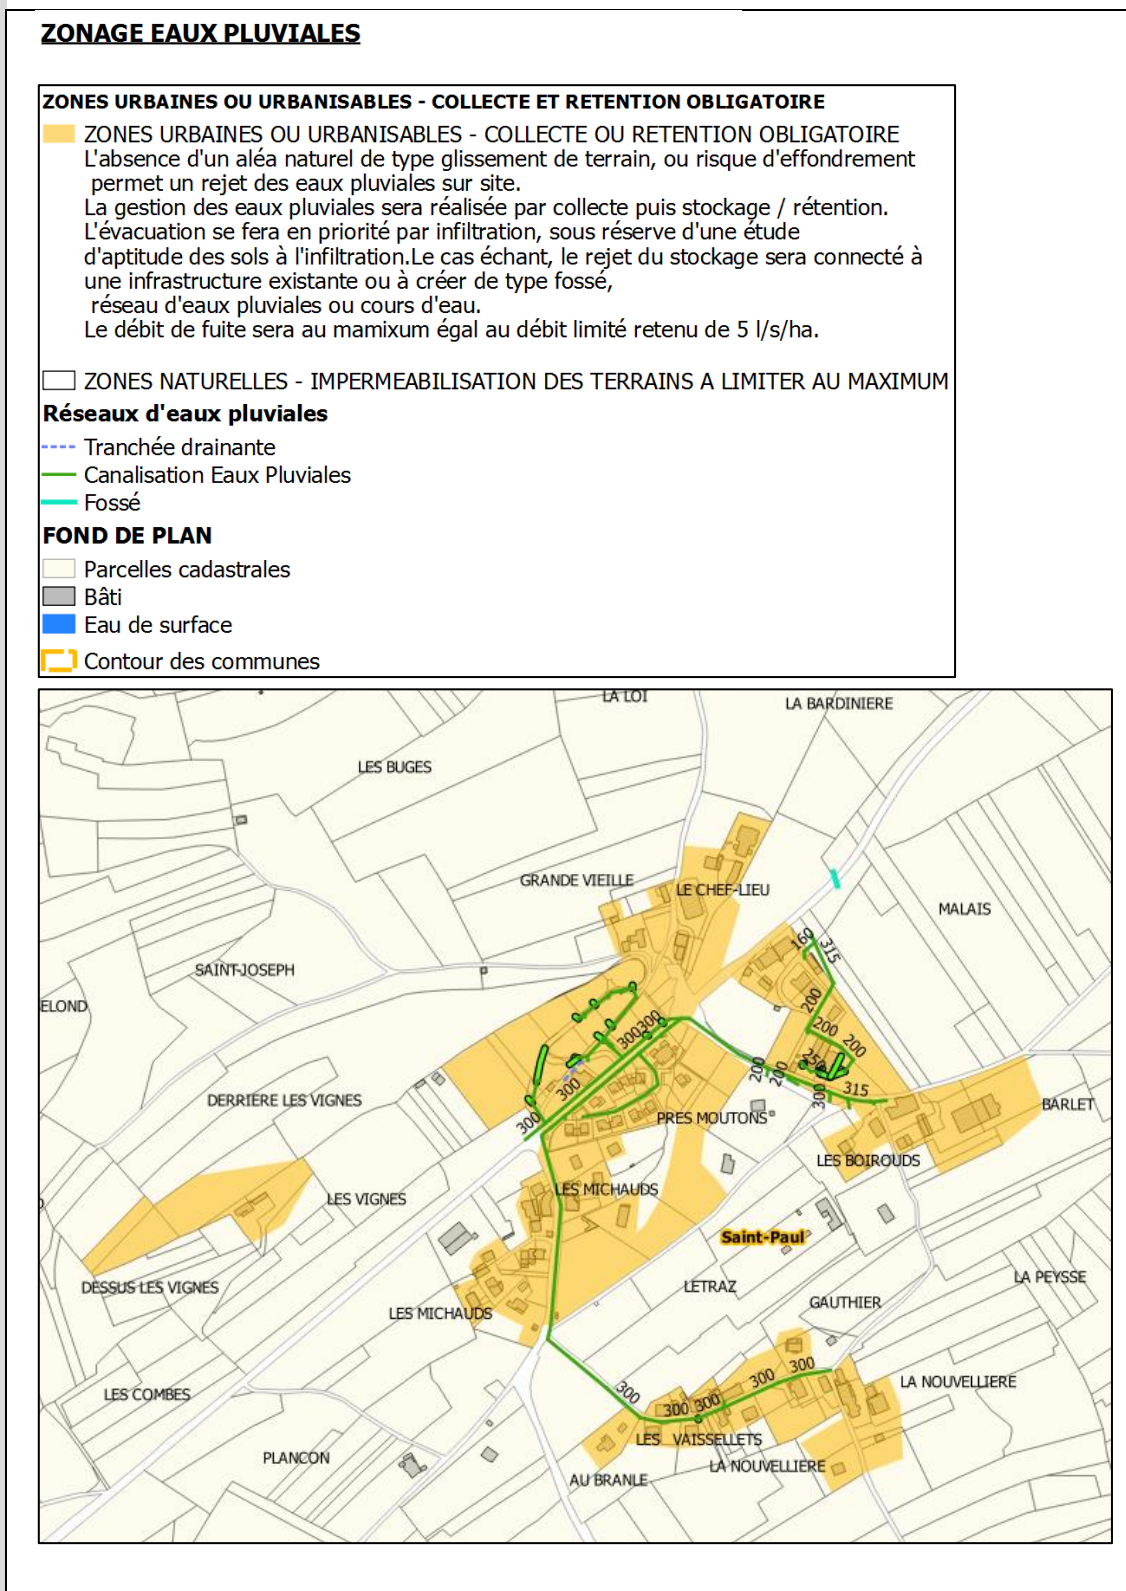 ZONAGE EAUX PLUVIALES
ZONES URBAINES OU URBANISABLES - COLLECTE ET RETENTION OBLIGATOIRE
ZONES URBAINES OU URBANISABLES - COLLECTE OU RETENTION OBLIGATOIRE
L'absence d'un aléa naturel de type glissement de terrain, ou risque d'effondrement
permet un rejet des eaux pluviales sur site.
La gestion des eaux pluviales sera réalisée par collecte puis stockage / rétention.
L'évacuation se fera en priorité par infiltration, sous réserve d'une étude
d'aptitude des sols à l'infiltration.Le cas échant, le rejet du stockage sera connecté à
une infrastructure existante ou à créer de type fossé,
réseau d'eaux pluviales ou cours d'eau.
Le débit de fuite sera au mamixum égal au débit limité retenu de 5 l/s/ha.
ZONES NATURELLES - IMPERMEABILISATION DES TERRAINS A LIMITER AU MAXIMUM
Réseaux d'eaux pluviales
Tranchée drainante
Canalisation Eaux Pluviales
Fossé
FOND DE PLAN
Parcelles cadastrales
Bâti
Eau de surface
Contour des communes
LA LOI
LA BARDINIERE
LES BUGES
GRANDE VIEILLE
LE CHEF-LIEU
MALAIS
160
315
SAINT-JOSEPH
ELOND
200
300
300
200
200
250
200
200
300
315
300
300
DERRIERE LES VIGNES
PRES MOUTONS
BARLET
LES BOIROUDS
LES VIGNES
LES MICHAUDS
Saint-Paul
DESSUS LES VIGNES
LETRAZ
LA PEYSSE
GAUTHIER
LES MICHAUDS
LES COMBES
300
300
300
300
300
LA NOUVELLIERE
LES VAISSELLETS
PLANCON
LA NOUVELLIERE
AU BRANLE